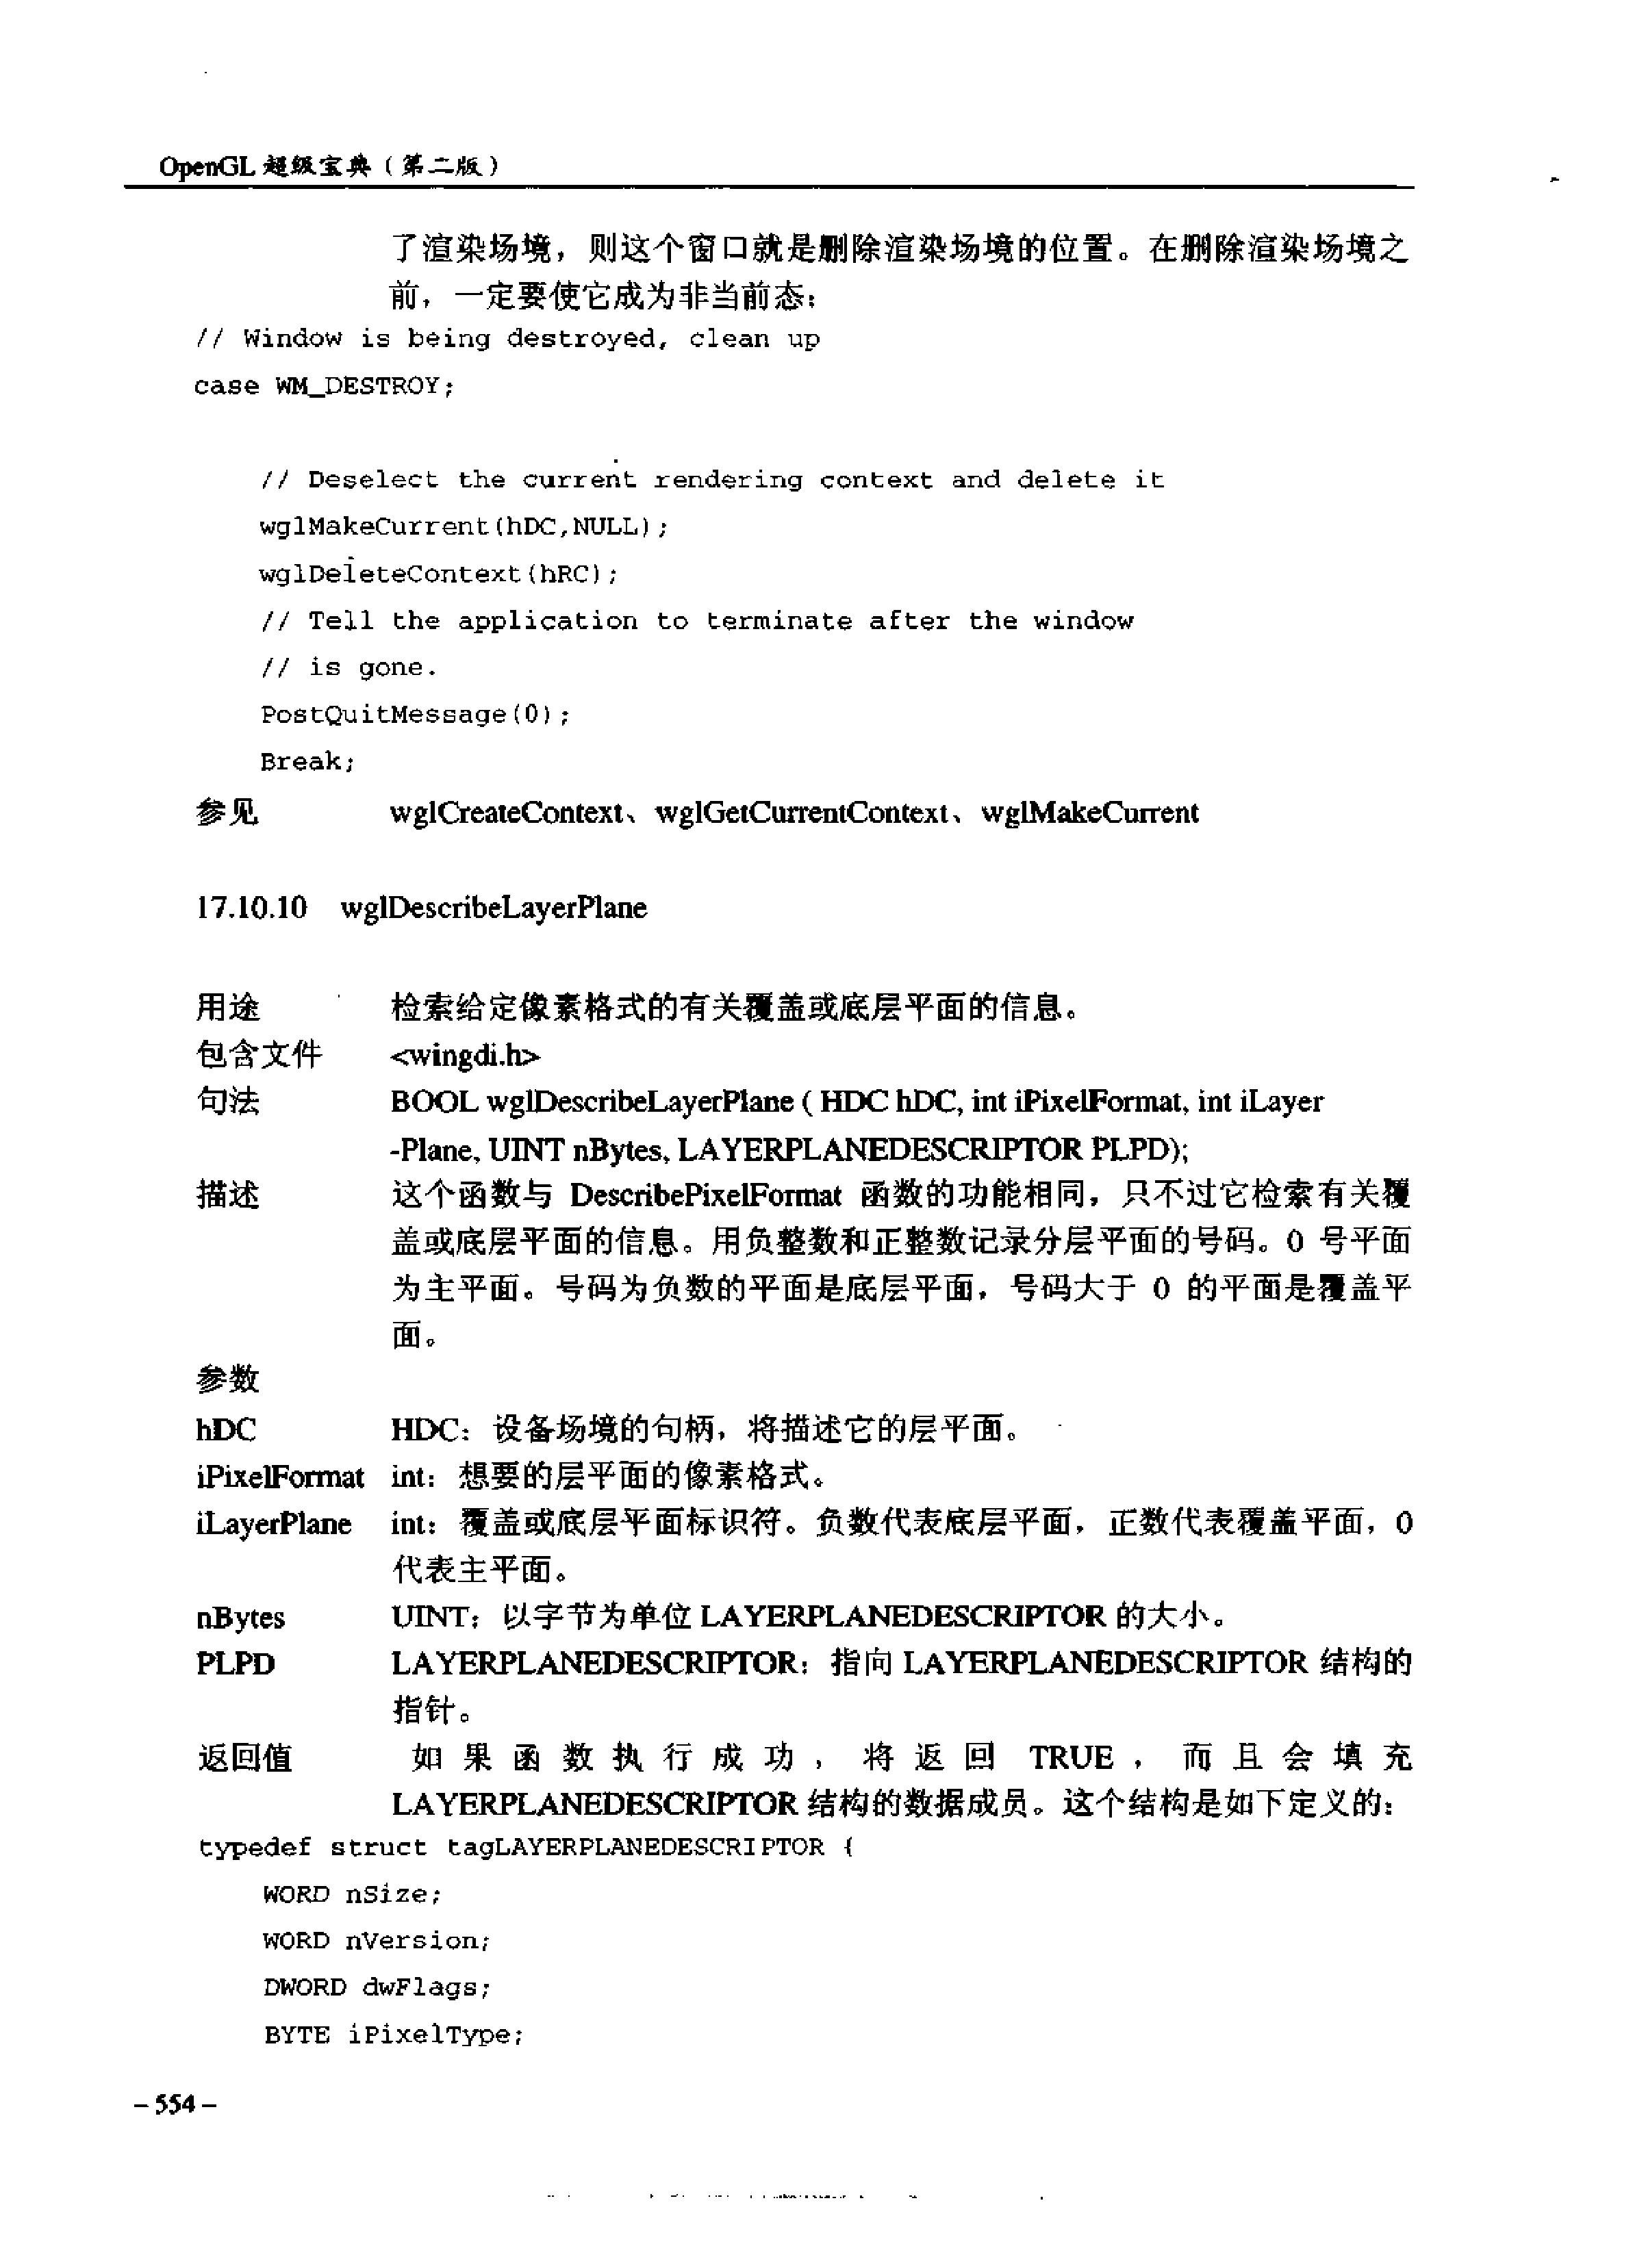 OpenGL 超级宝典（第二版）
了渲染场境，则这个窗口就是删除渲染场境的位置。在删除渲染场境之
前，一定要使它成为非当前态：
// Window is being destroyed, clean up
case WM_DESTROY;
// Deselect the current rendering context and delete it
wglMakeCurrent(hDC,NULL);
wglDeleteContext(hRC);
// Tell the application to terminate after the window
// is gone.
PostQuitMessage(0);
Break;
参见 wglCreateContext、wglGetCurrentContext、wglMakeCurrent
17.10.10 wglDescribeLayerPlane
用途 检索给定像素格式的有关覆盖或底层平面的信息。
包含文件 <wingdi.h>
句法 BOOL wglDescribeLayerPlane ( HDC hDC, int iPixelFormat, int iLayer
-Plane, UINT nBytes, LAYERPLANEDESCRIPTOR PLPD);
描述 这个函数与 DescribePixelFormat 函数的功能相同，只不过它检索有关覆
盖或底层平面的信息。用负整数和正整数记录分层平面的号码。0 号平面
为主平面。号码为负数的平面是底层平面，号码大于 0 的平面是覆盖平
面。
参数
hDC HDC：设备场境的句柄，将描述它的层平面。
iPixelFormat int：想要的层平面的像素格式。
iLayerPlane int：覆盖或底层平面标识符。负数代表底层平面，正数代表覆盖平面，0
代表主平面。
nBytes UINT：以字节为单位 LAYERPLANEDESCRIPTOR 的大小。
PLPD LAYERPLANEDESCRIPTOR：指向 LAYERPLANEDESCRIPTOR 结构的
指针。
返回值 如果函数执行成功，将返回 TRUE，而且会填充
LAYERPLANEDESCRIPTOR 结构的数据成员。这个结构是如下定义的：
typedef struct tagLAYERPLANEDESCRIPTOR {
WORD nSize;
WORD nVersion;
DWORD dwFlags;
BYTE iPixelType;
– 554 –